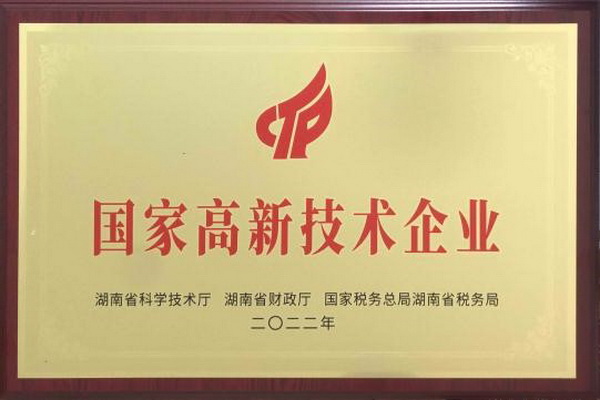 CTP
国家高新技术企业
湖南省科学技术厅 湖南省财政厅 国家税务总局湖南省税务局
二〇二二年